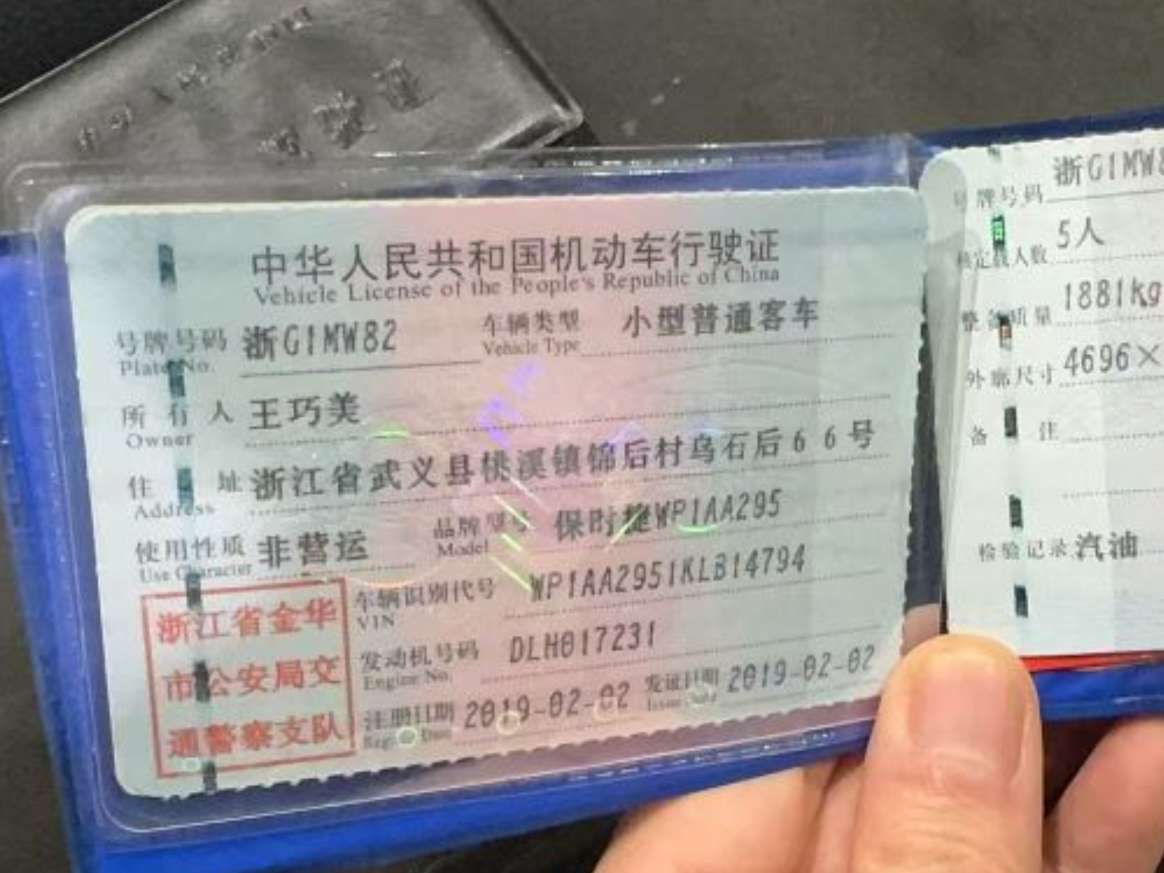 中华人民共和国机动车行驶证
Vehicle License of the People's Republic of China
号牌号码 浙G1MW82 车辆类型 小型普通客车
Plate No. Vehicle Type
所有人 王巧美
Owner
住址 浙江省武义县桃溪镇锦后村乌石后66号
Address
使用性质 非营运 品牌型号 保时捷WP1AA295
Use Character Model
车辆识别代号 WP1AA2951KLB14794
VIN
发动机号码 DLH017231
Engine No.
注册日期 2019-02-02 发证日期 2019-02-02
浙江省金华
市公安局交
通警察支队
号牌号码 浙G1MW8
核定载人数 5人
整备质量 1881kg
外廓尺寸 4696×
备注
检验记录 汽油